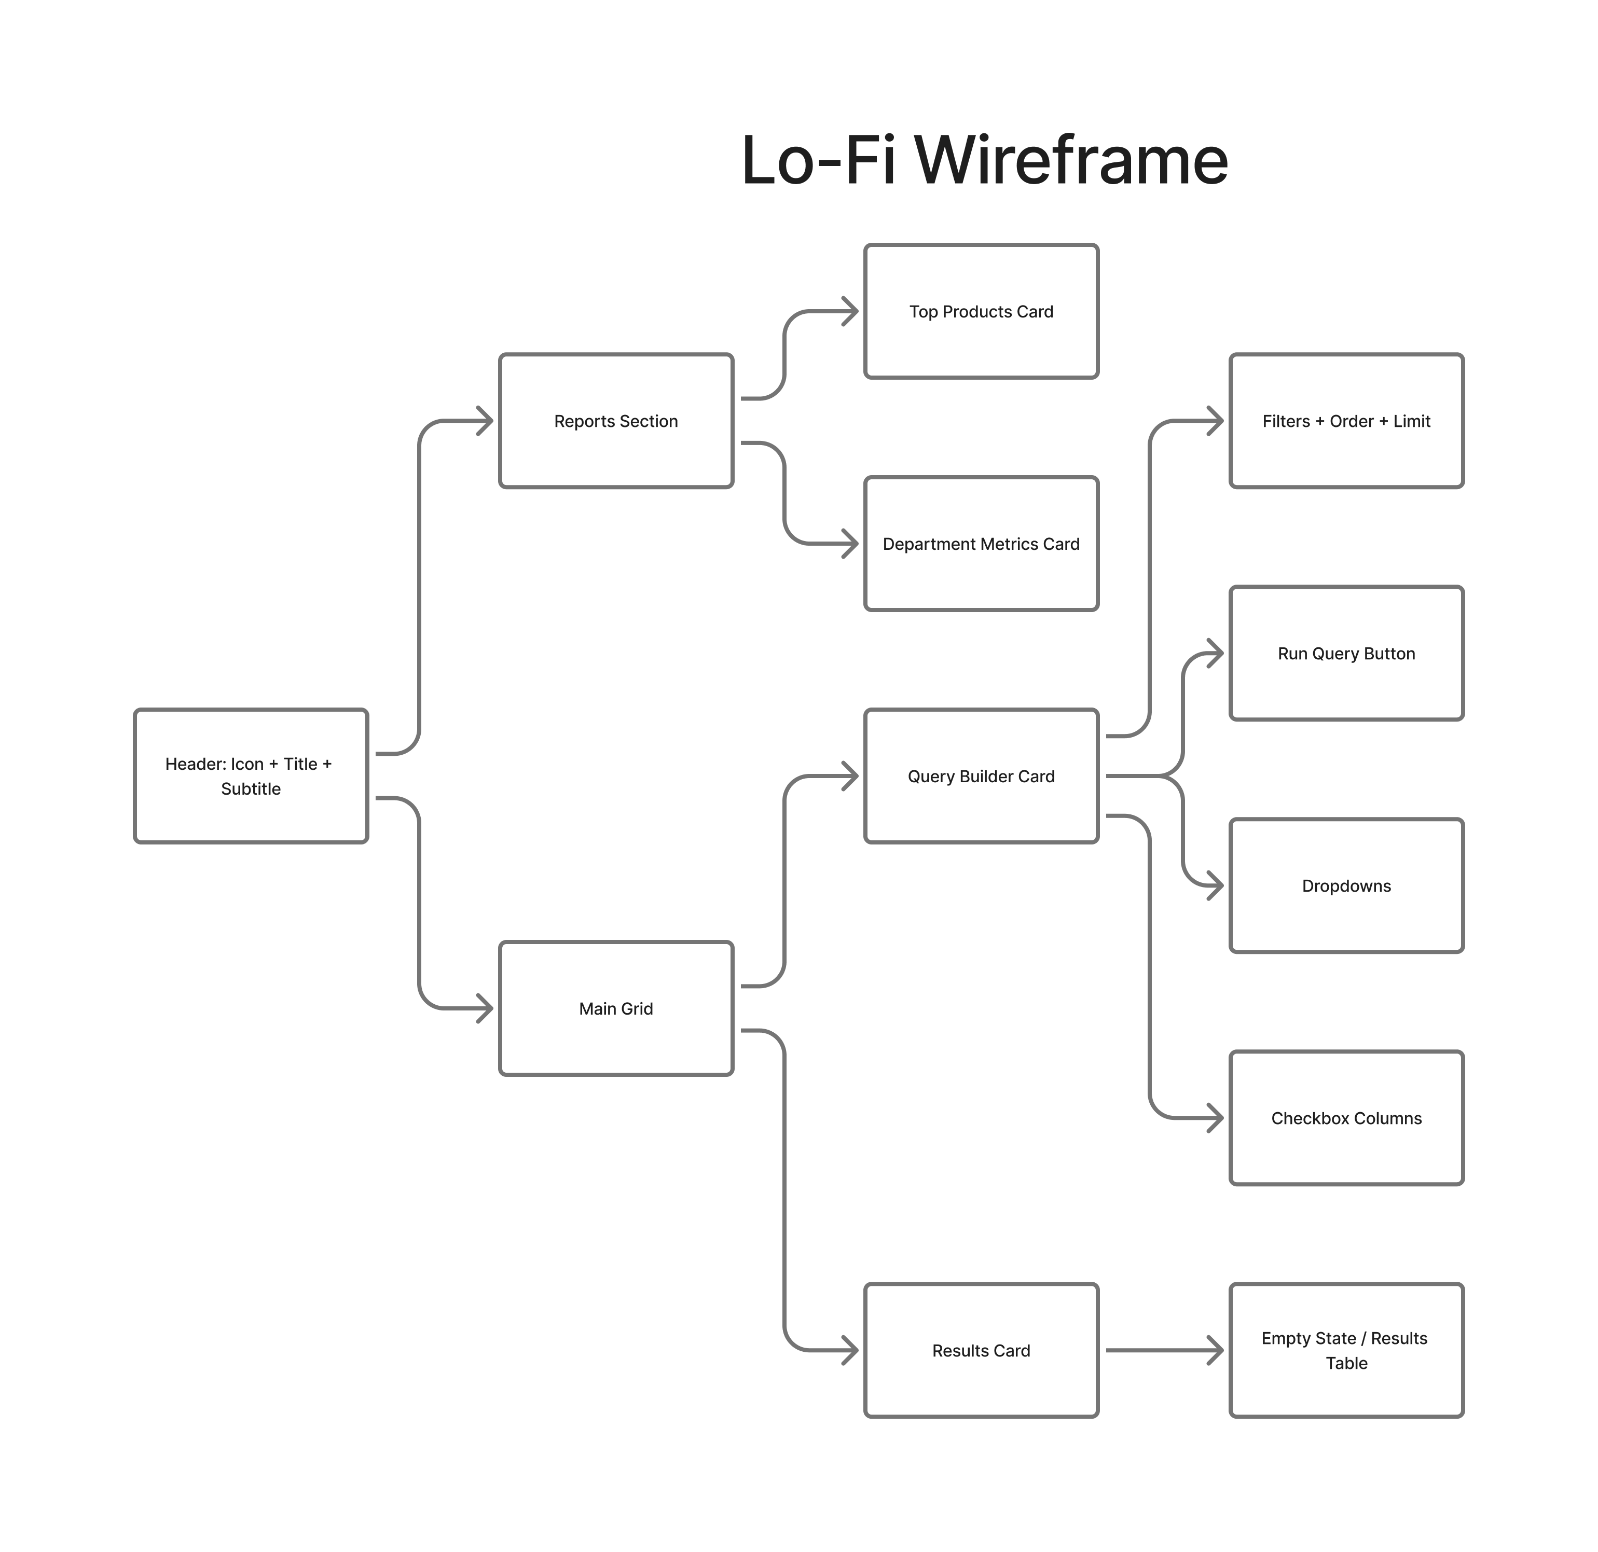 Lo-Fi Wireframe
Top Products Card
Reports Section
Filters + Order + Limit
Department Metrics Card
Run Query Button
Header: Icon + Title +
Subtitle
Query Builder Card
Dropdowns
Main Grid
Checkbox Columns
Results Card
Empty State / Results
Table